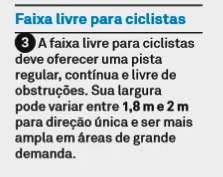 Faixa livre para ciclistas
3 A faixa livre para ciclistas
deve oferecer uma pista
regular, contínua e livre de
obstruções. Sua largura
pode variar entre 1,8 m e 2 m
para direção única e ser mais
ampla em áreas de grande
demanda.